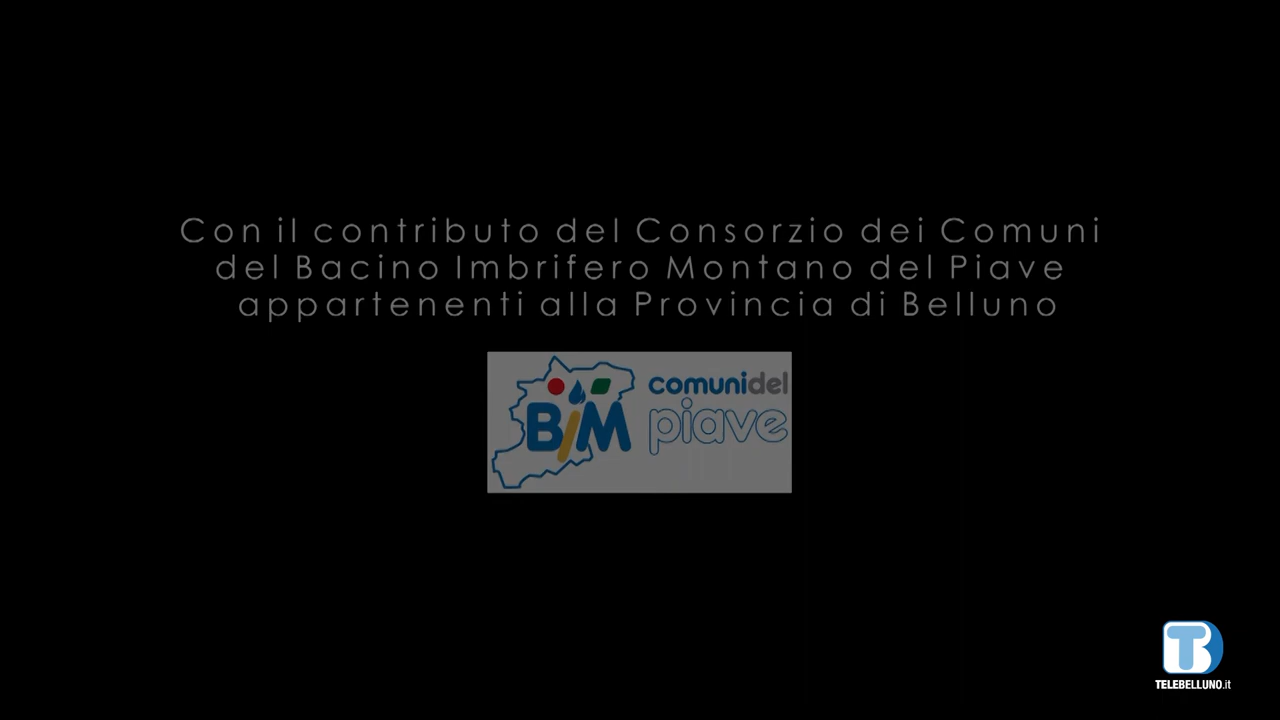 Con il contributo del Consorzio dei Comuni
del Bacino Imbrifero Montano del Piave
appartenenti alla Provincia di Belluno
BiM
comunidel
piave
TB
TELEBELLUNO.it